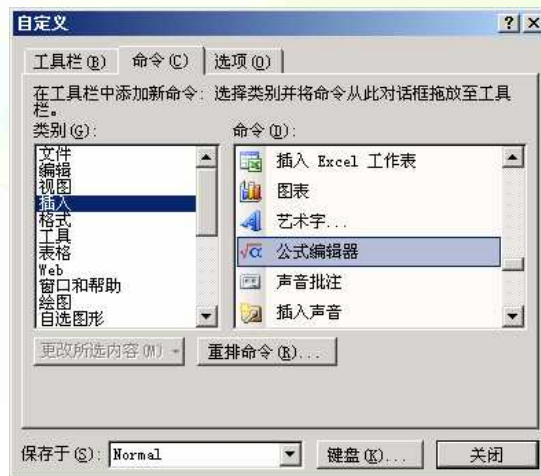 自定义
工具栏(B) 命令(C) 选项(O)
在工具栏中添加新命令: 选择类别并将命令从此对话框拖放至工具
栏。
类别(G): 命令(D):
文件
编辑
视图
插入
格式
工具
表格
Web
窗口和帮助
绘图
自选图形
插入 Excel 工作表
图表
艺术字...
公式编辑器
声音批注
插入声音
更改所选内容(M) 重排命令(R)...
保存于(S): Normal 键盘(K)... 关闭